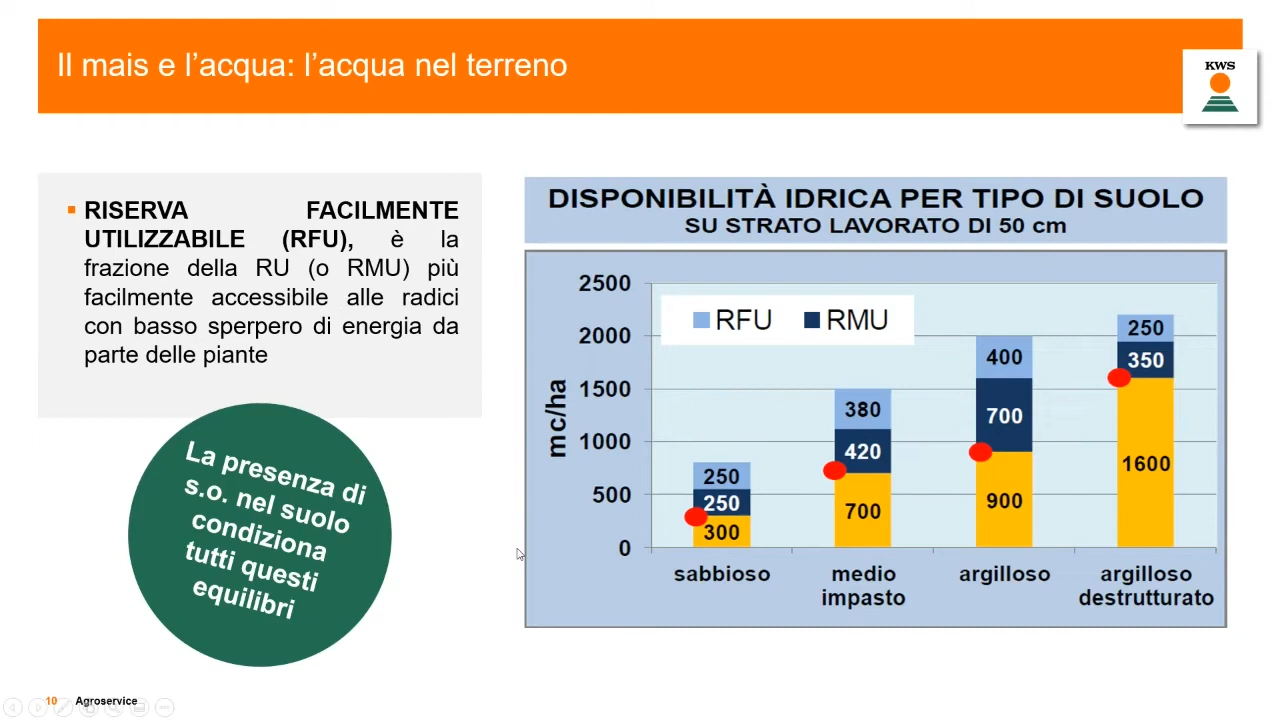 Il mais e l’acqua: l’acqua nel terreno
KWS
RISERVA FACILMENTE
UTILIZZABILE (RFU), è la
frazione della RU (o RMU) più
facilmente accessibile alle radici
con basso sperpero di energia da
parte delle piante
La presenza di
s.o. nel suolo
condiziona
tutti questi
equilibri
DISPONIBILITÀ IDRICA PER TIPO DI SUOLO
SU STRATO LAVORATO DI 50 cm
mc/ha
2500
2000
1500
1000
500
0
RFU RMU
250
250
300
380
420
700
400
700
900
250
350
1600
sabbioso
medio
impasto
argilloso
argilloso
destrutturato
10 Agroservice